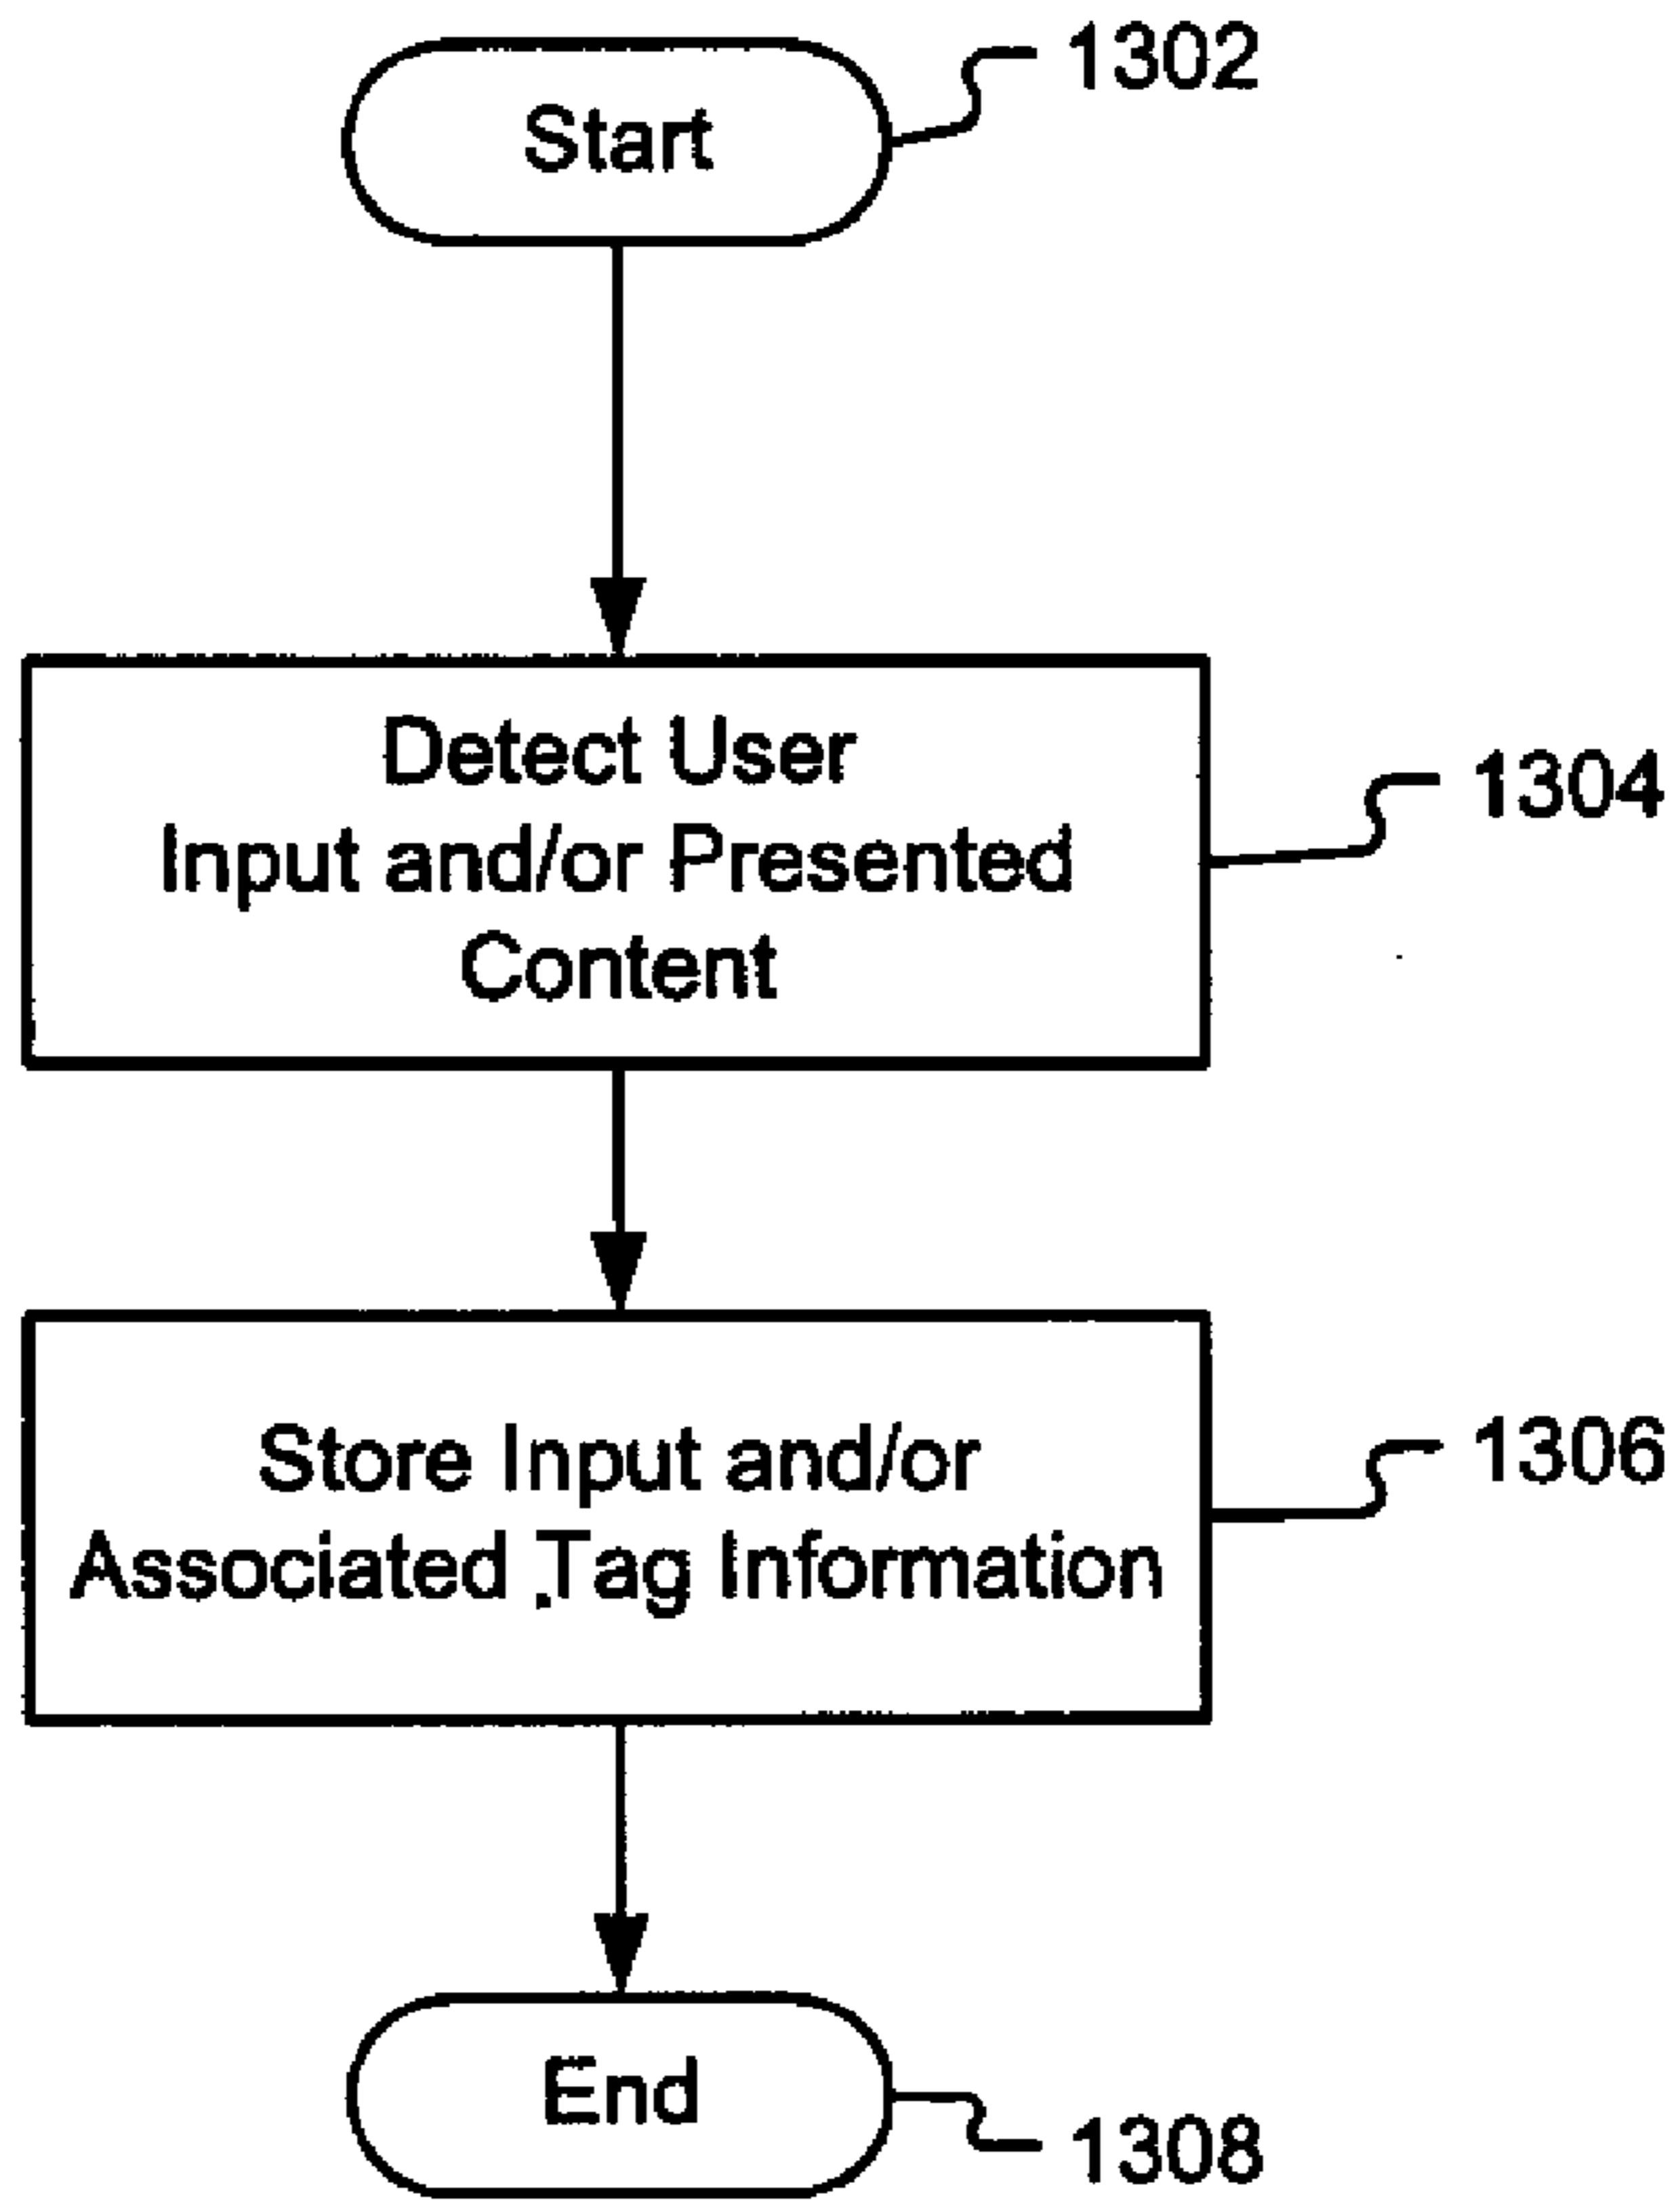 Start
1302
Detect User
Input and/or Presented
Content
1304
Store Input and/or
Associated Tag Information
1306
End
1308